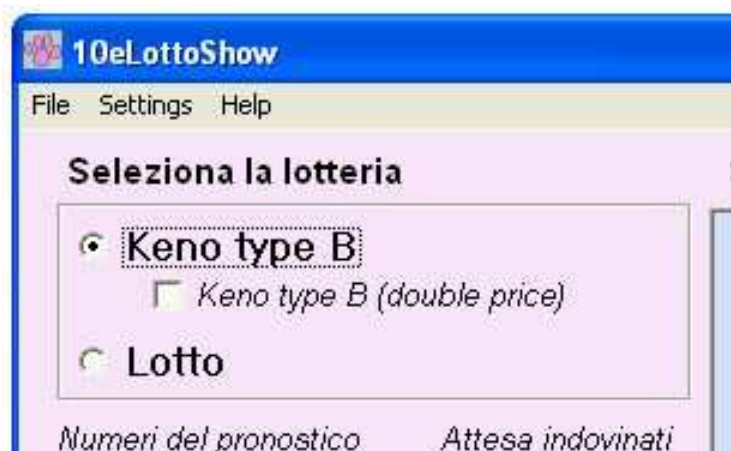 10eLottoShow
File Settings Help
Seleziona la lotteria
Keno type B
Keno type B (double price)
Lotto
Numeri del pronostico Attesa indovinati